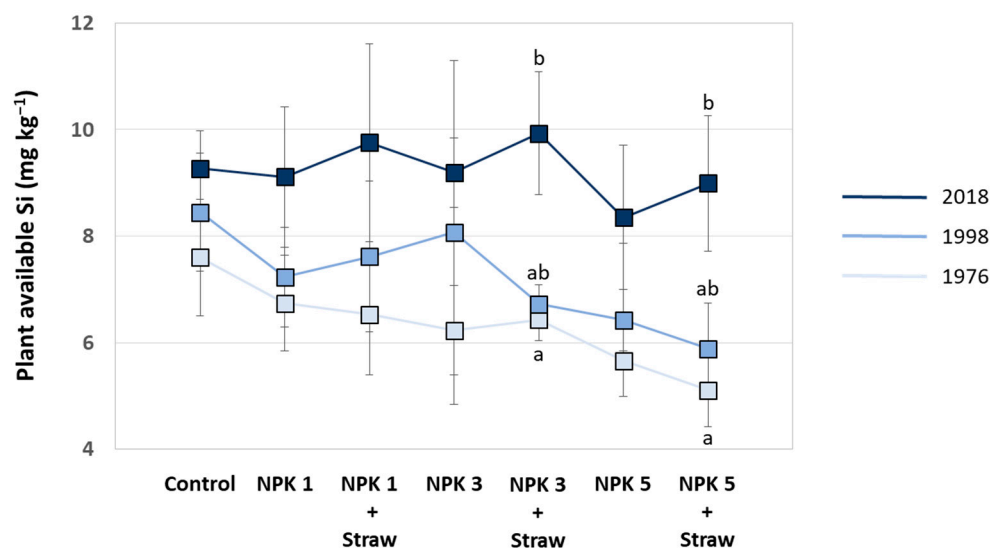 12
10
8
6
4
Plant available Si (mg kg⁻¹)
b
b
ab
ab
a
a
Control
NPK 1
NPK 1
+
Straw
NPK 3
NPK 3
+
Straw
NPK 5
NPK 5
+
Straw
2018
1998
1976